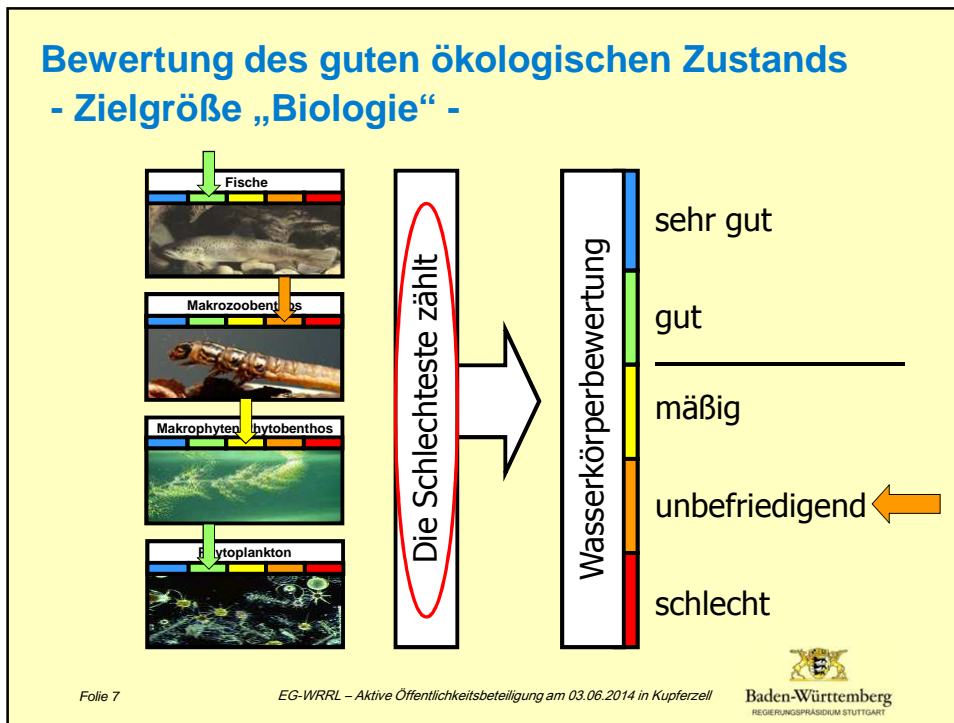 Bewertung des guten ökologischen Zustands
- Zielgröße „Biologie“ -
Fische
Makrozoobenthos
Makrophyten Phytobenthos
Phytoplankton
Die Schlechteste zählt
Wasserkörperbewertung
sehr gut
gut
mäßig
unbefriedigend
schlecht
Folie 7
EG-WRRL – Aktive Öffentlichkeitsbeteiligung am 03.06.2014 in Kupferzell
Baden-Württemberg
REGIERUNGSPRÄSIDIUM STUTTGART